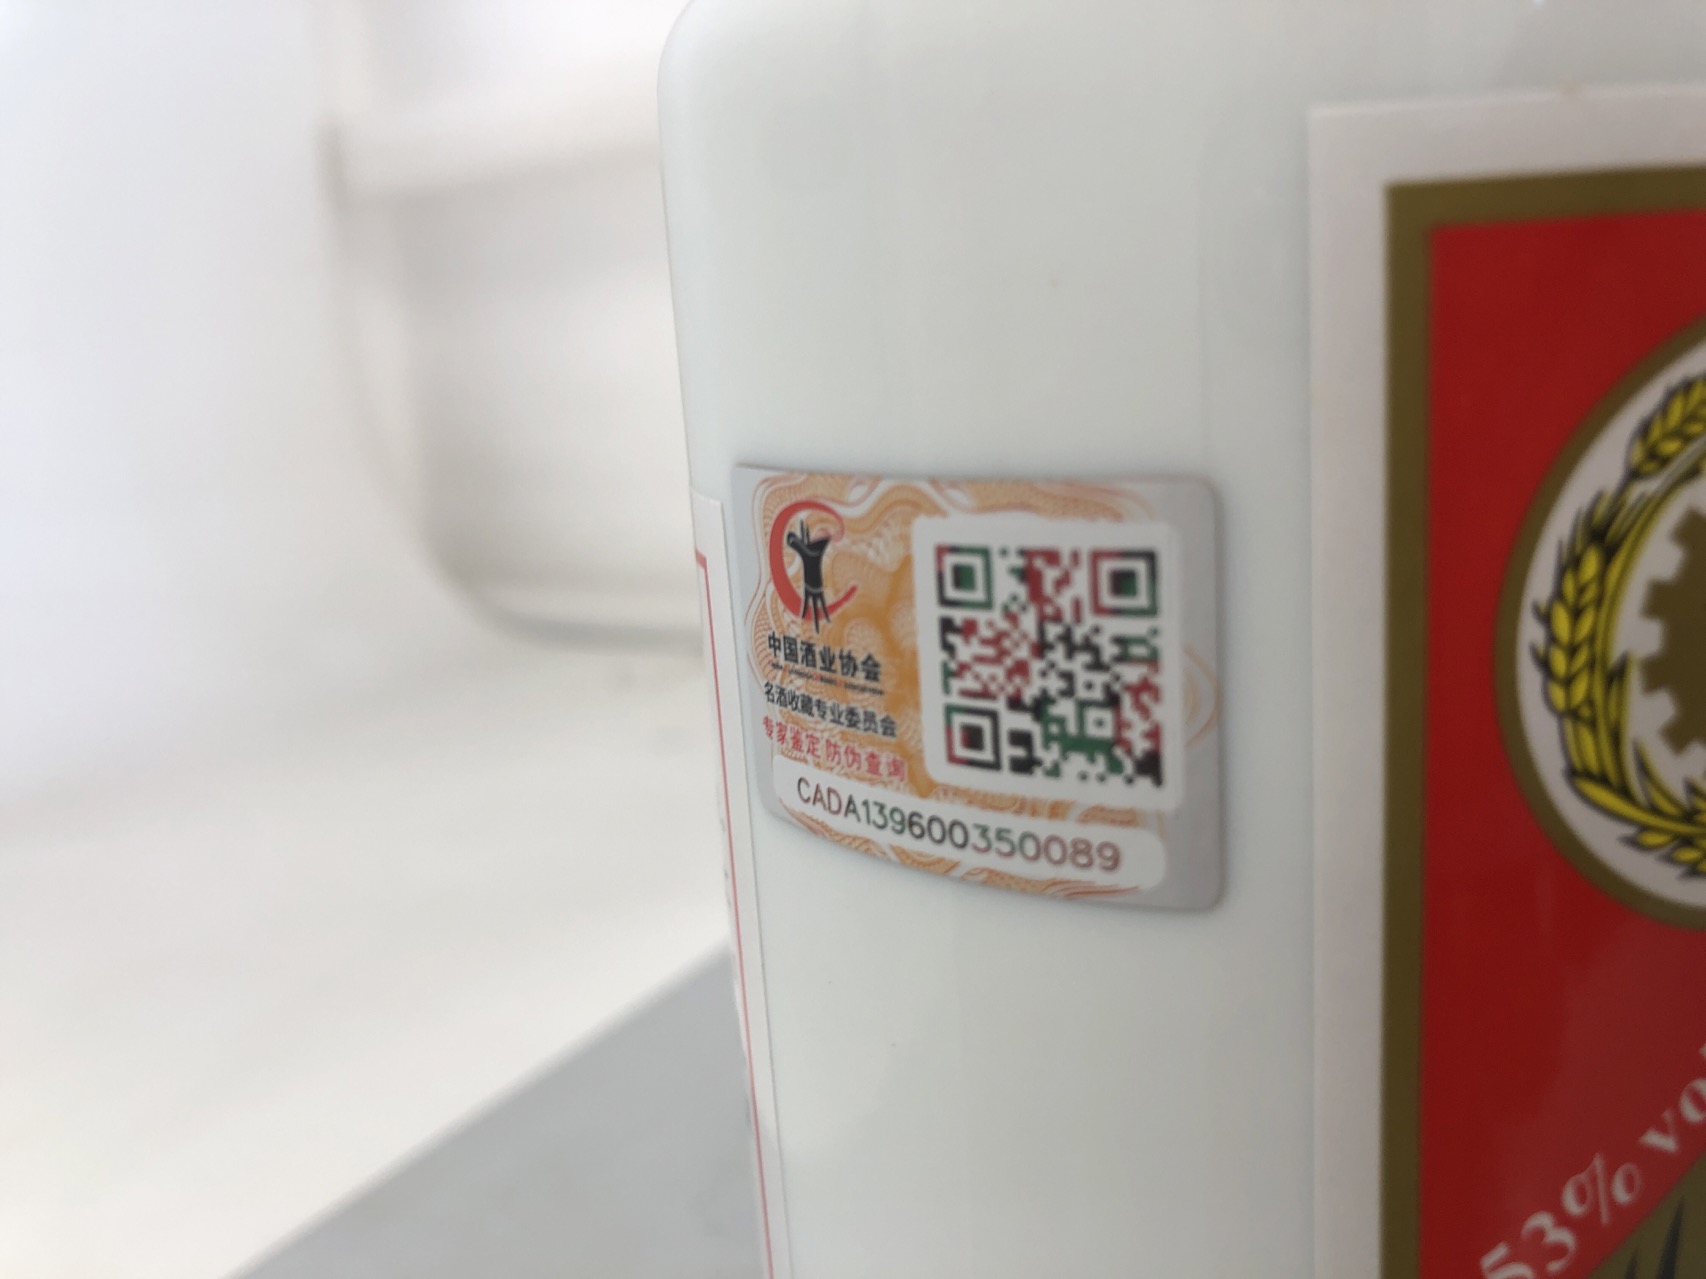 中国酒业协会
名酒收藏专业委员会
专家鉴定 防伪查询
CADA139600350089
53% vo